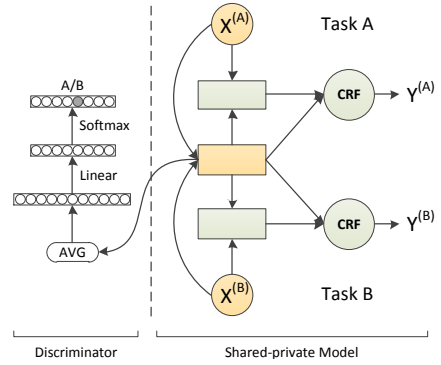 X(A)
Task A
A/B
Softmax
CRF
Y(A)
Linear
AVG
CRF
Y(B)
X(B)
Task B
Discriminator
Shared-private Model